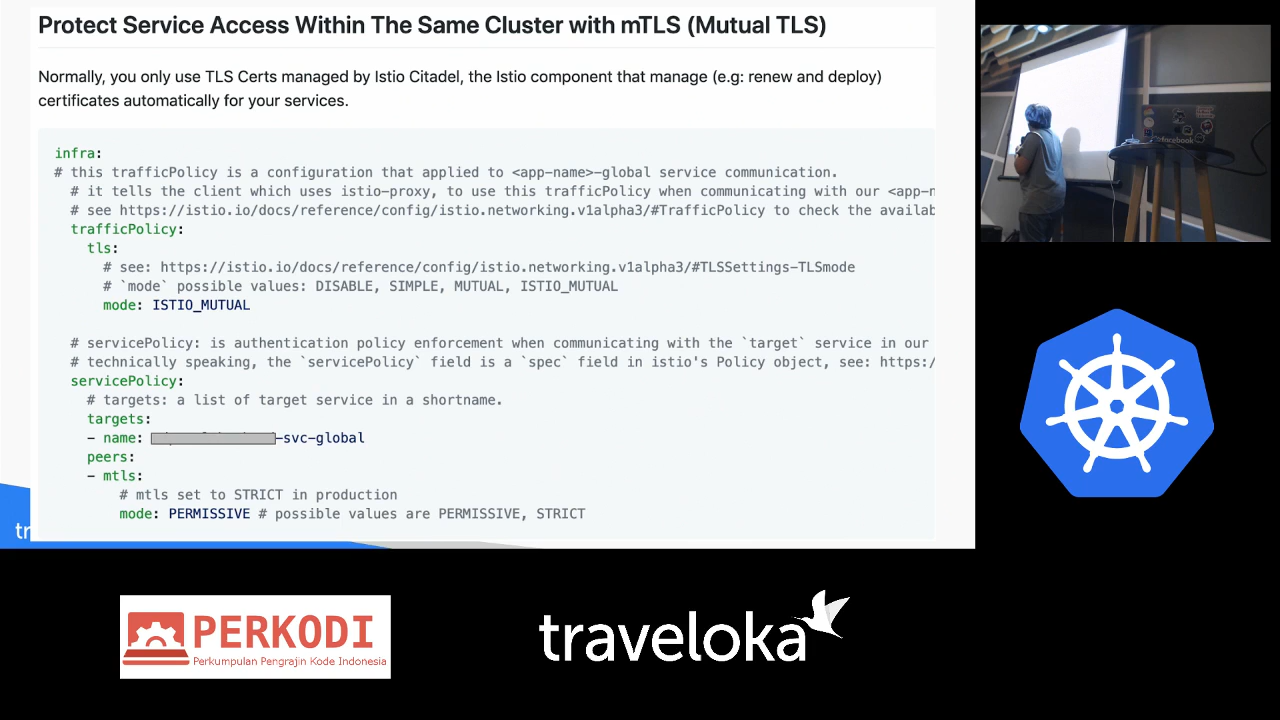 Protect Service Access Within The Same Cluster with mTLS (Mutual TLS)
Normally, you only use TLS Certs managed by Istio Citadel, the Istio component that manage (e.g: renew and deploy)
certificates automatically for your services.
infra:
# this trafficPolicy is a configuration that applied to <app-name>-global service communication.
# it tells the client which uses istio-proxy, to use this trafficPolicy when communicating with our <app-n
# see https://istio.io/docs/reference/config/istio.networking.v1alpha3/#TrafficPolicy to check the availab
trafficPolicy:
tls:
# see: https://istio.io/docs/reference/config/istio.networking.v1alpha3/#TLSSettings-TLSmode
# `mode` possible values: DISABLE, SIMPLE, MUTUAL, ISTIO_MUTUAL
mode: ISTIO_MUTUAL
# servicePolicy: is authentication policy enforcement when communicating with the `target` service in our
# technically speaking, the `servicePolicy` field is a `spec` field in istio's Policy object, see: https:/
servicePolicy:
# targets: a list of target service in a shortname.
targets:
- name: -svc-global
peers:
- mtls:
# mtls set to STRICT in production
mode: PERMISSIVE # possible values are PERMISSIVE, STRICT
tr
facebook
PERKODI
Perkumpulan Pengrajin Kode Indonesia
traveloka